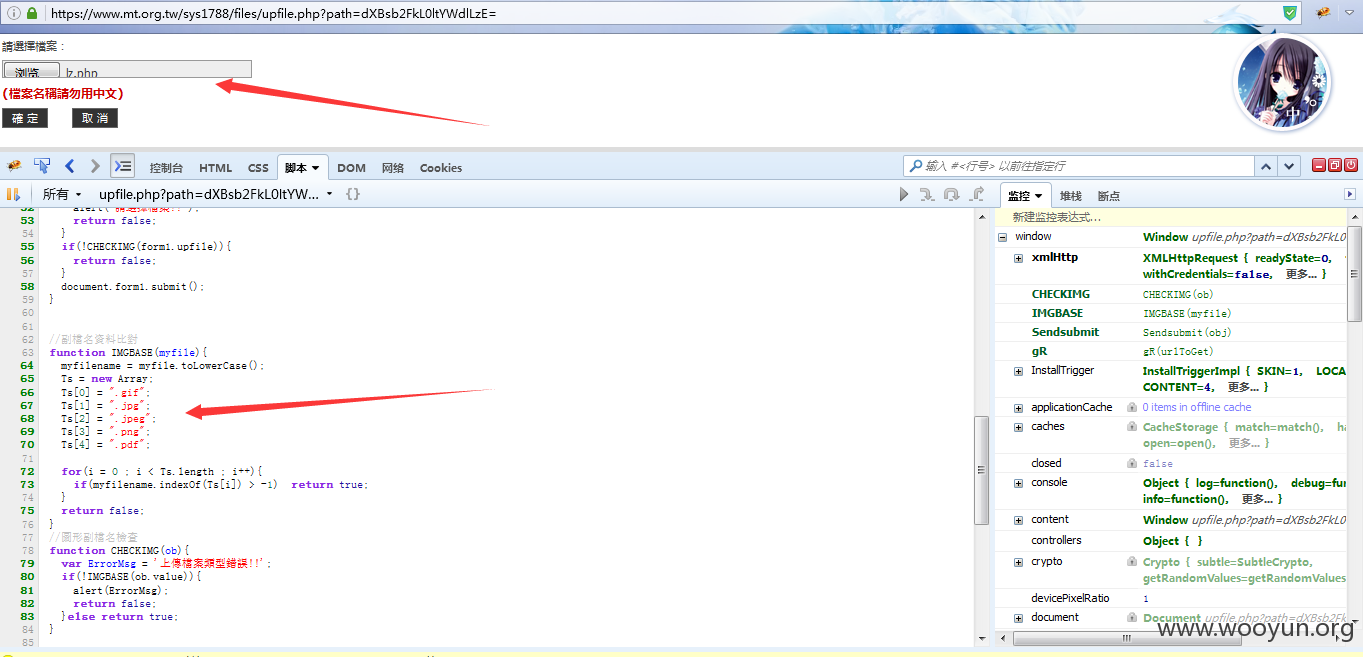 https://www.mt.org.tw/sys1788/files/upfile.php?path=dXBsb2FkL0ltYWdlLzE=
請選擇檔案：
浏览 lz.php
(檔案名稱請勿用中文)
確 定 取 消
控制台 HTML CSS 脚本 DOM 网络 Cookies
输入 #<行号> 以前往指定行
所有 upfile.php?path=dXBsb2FkL0ltYW... {}
监控 堆栈 断点
52 alert("請選擇檔案!!");
53 return false;
54 }
55 if(!CHECKIMG(form1.upfile)){
56 return false;
57 }
58 document.form1.submit();
59 }
60
61
62 //副檔名資料比對
63 function IMGBASE(myfile){
64 myfilename = myfile.toLowerCase();
65 Ts = new Array;
66 Ts[0] = ".gif";
67 Ts[1] = ".jpg";
68 Ts[2] = ".jpeg";
69 Ts[3] = ".png";
70 Ts[4] = ".pdf";
71
72 for(i = 0 ; i < Ts.length ; i++){
73 if(myfilename.indexOf(Ts[i]) > -1) return true;
74 }
75 return false;
76 }
77 //圖形副檔名檢查
78 function CHECKIMG(ob){
79 var ErrorMsg = '上傳檔案類型錯誤!!';
80 if(!IMGBASE(ob.value)){
81 alert(ErrorMsg);
82 return false;
83 }else return true;
84 }
85
新建监控表达式...
window Window upfile.php?path=dXBsb2FkL0
xmlHttp XMLHttpRequest { readyState=0,
withCredentials=false, 更多... }
CHECKIMG CHECKIMG(ob)
IMGBASE IMGBASE(myfile)
Sendsubmit Sendsubmit(obj)
gR gR(urlToGet)
InstallTrigger InstallTriggerImpl { SKIN=1, LOCA
CONTENT=4, 更多... }
applicationCache 0 items in offline cache
caches CacheStorage { match=match(), ha
open=open(), 更多... }
closed false
console Object { log=function(), debug=fun
info=function(), 更多... }
content Window upfile.php?path=dXBsb2FkL0
controllers Object { }
crypto Crypto { subtle=SubtleCrypto,
getRandomValues=getRandomValues
devicePixelRatio 1
document Document upfile.php?path=dXBsb2FkL
www.wooyun.org
中